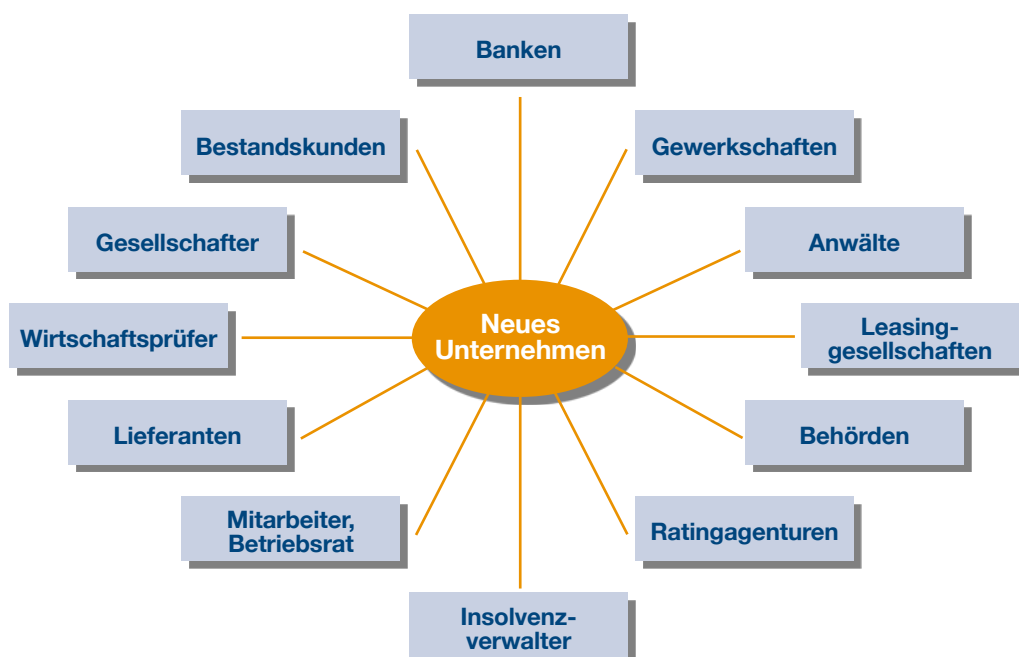 Banken
Bestandskunden
Gewerkschaften
Gesellschafter
Anwälte
Neues
Unternehmen
Wirtschaftsprüfer
Leasing-
gesellschaften
Lieferanten
Behörden
Mitarbeiter,
Betriebsrat
Ratingagenturen
Insolvenz-
verwalter